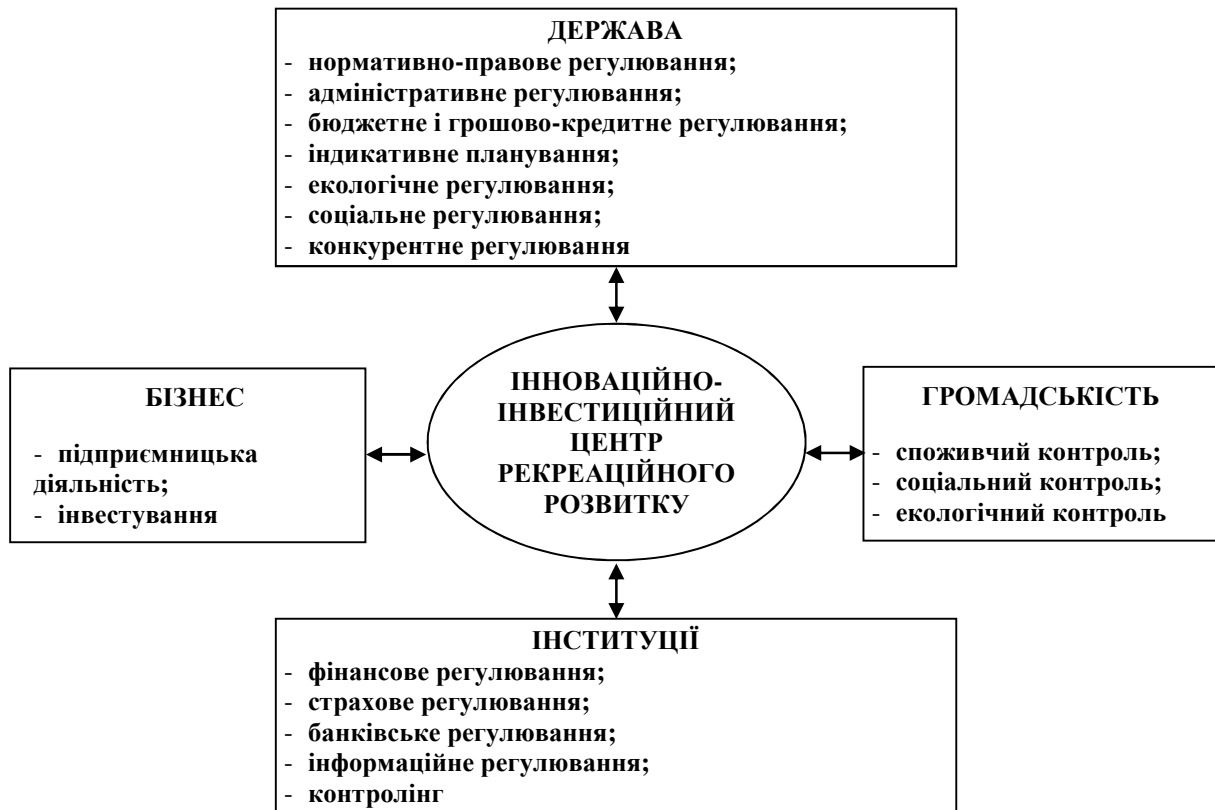 ДЕРЖАВА
- нормативно-правове регулювання;
- адміністративне регулювання;
- бюджетне і грошово-кредитне регулювання;
- індикативне планування;
- екологічне регулювання;
- соціальне регулювання;
- конкурентне регулювання
БІЗНЕС
- підприємницька
діяльність;
- інвестування
ІННОВАЦІЙНО-
ІНВЕСТИЦІЙНИЙ
ЦЕНТР
РЕКРЕАЦІЙНОГО
РОЗВИТКУ
ГРОМАДСЬКІСТЬ
- споживчий контроль;
- соціальний контроль;
- екологічний контроль
ІНСТИТУЦІЇ
- фінансове регулювання;
- страхове регулювання;
- банківське регулювання;
- інформаційне регулювання;
- контролінг